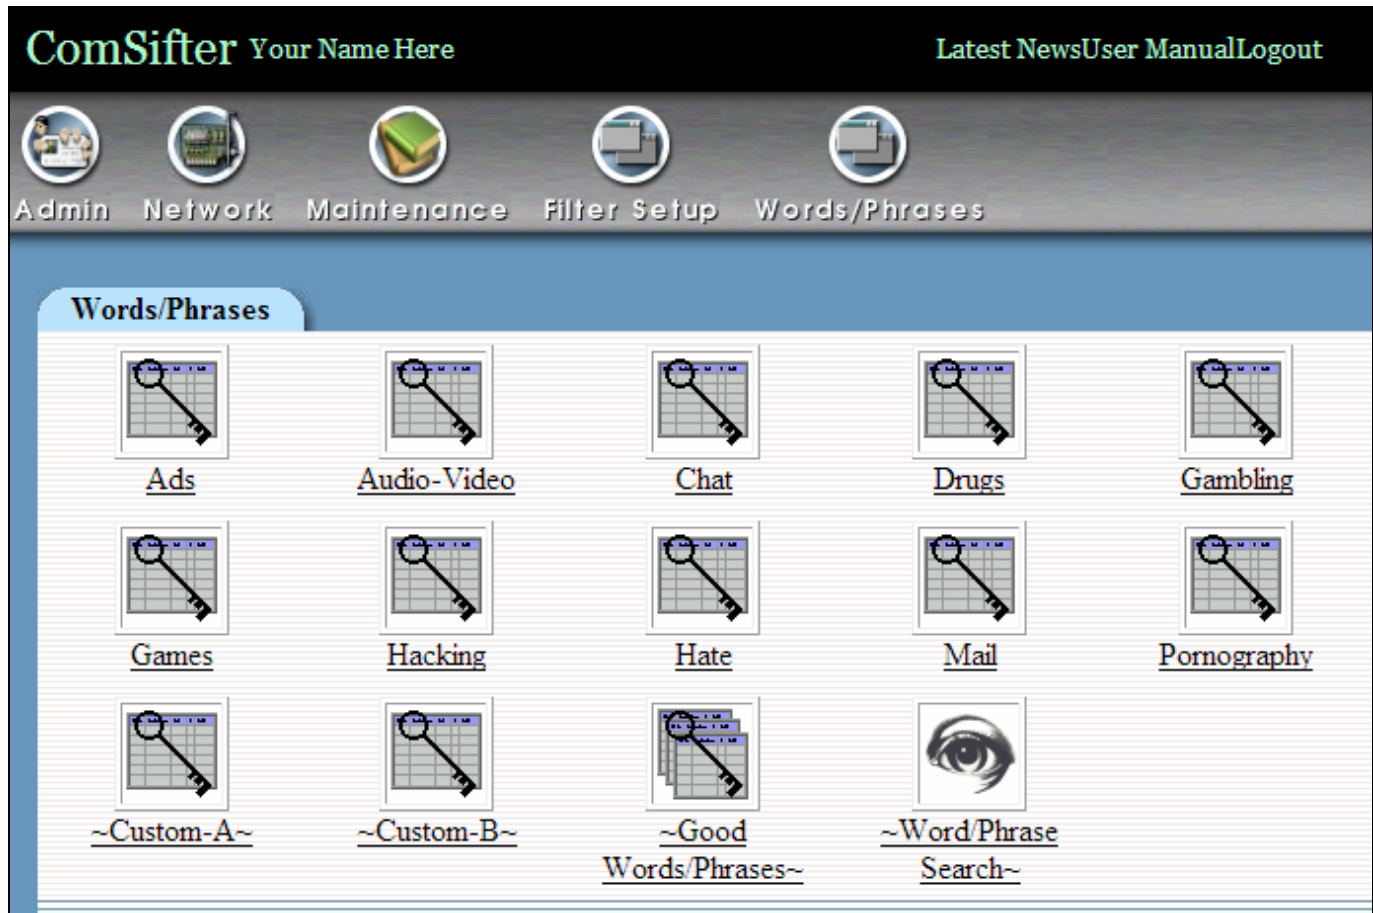 ComSifter Your Name Here Latest NewsUser ManualLogout
Admin Network Maintenance Filter Setup Words/Phrases
Words/Phrases
Ads Audio-Video Chat Drugs Gambling
Games Hacking Hate Mail Pornography
~Custom-A~ ~Custom-B~ ~Good ~Word/Phrase
Words/Phrases~ Search~